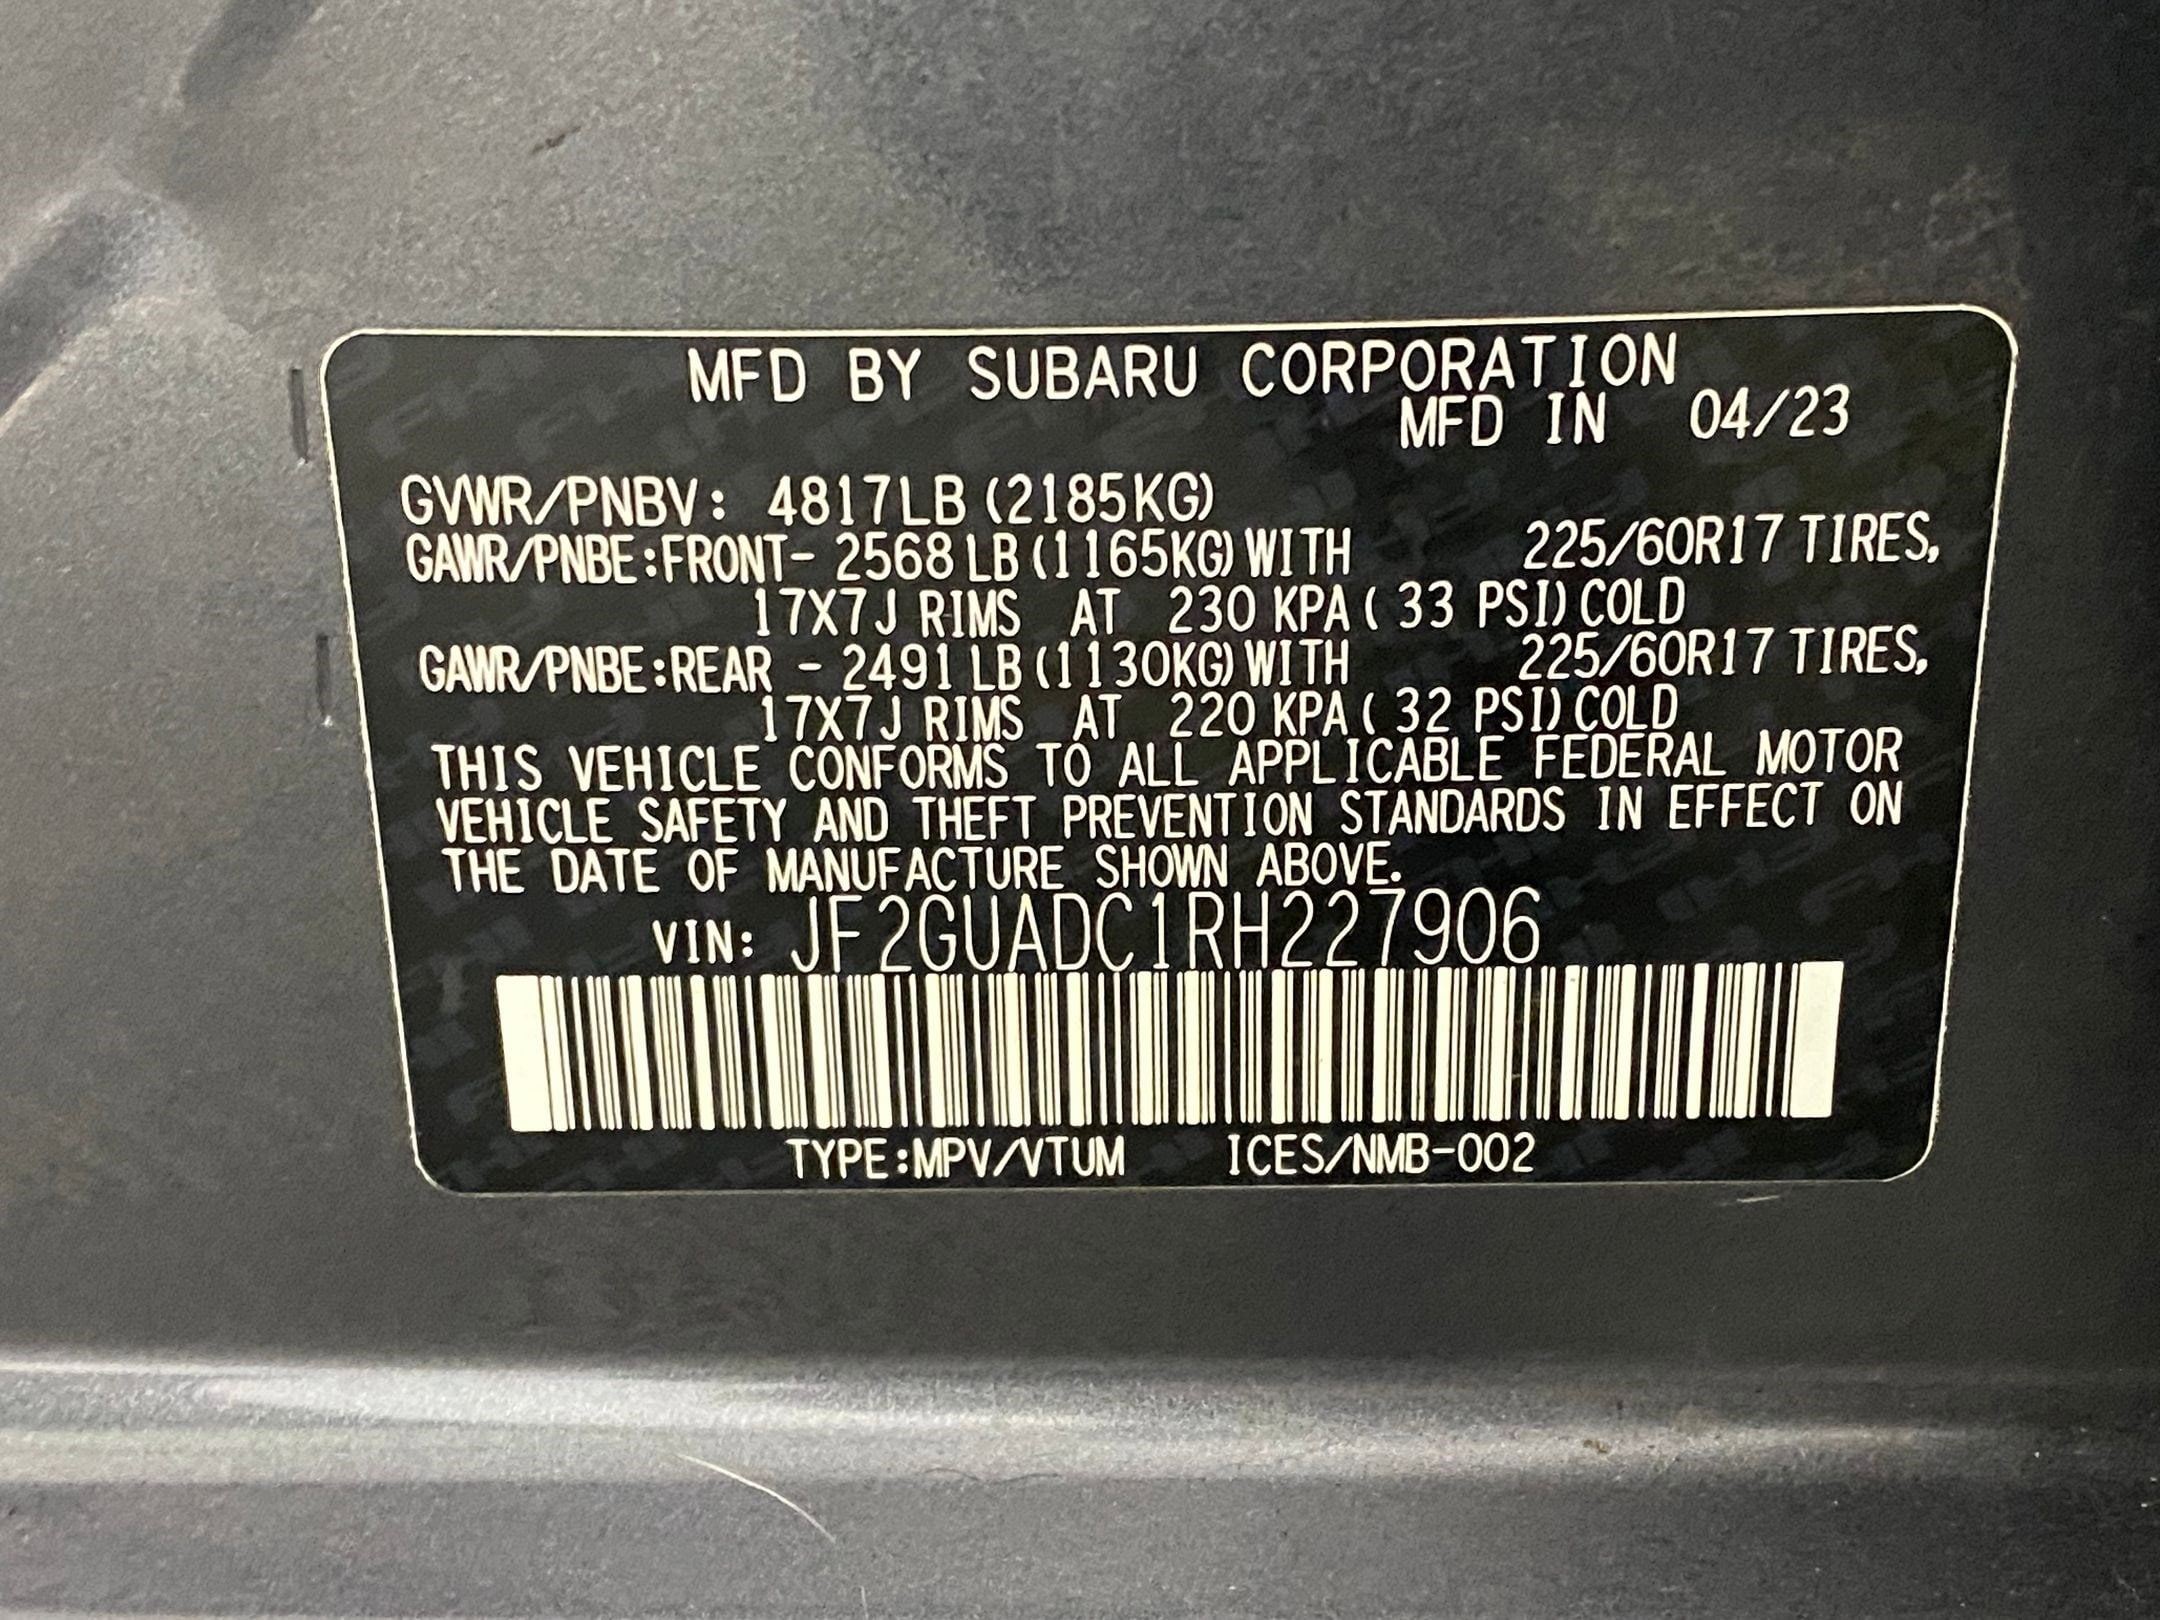 MFD BY SUBARU CORPORATION
MFD IN 04/23
GVWR/PNBV: 4817LB (2185KG)
GAWR/PNBE:FRONT- 2568 LB (1165KG) WITH 225/60R17 TIRES,
17X7J RIMS AT 230 KPA ( 33 PSI) COLD
GAWR/PNBE:REAR - 2491 LB (1130KG) WITH 225/60R17 TIRES,
17X7J RIMS AT 220 KPA ( 32 PSI) COLD
THIS VEHICLE CONFORMS TO ALL APPLICABLE FEDERAL MOTOR
VEHICLE SAFETY AND THEFT PREVENTION STANDARDS IN EFFECT ON
THE DATE OF MANUFACTURE SHOWN ABOVE.
VIN: JF2GUADC1RH227906
TYPE:MPV/VTUM ICES/NMB-002